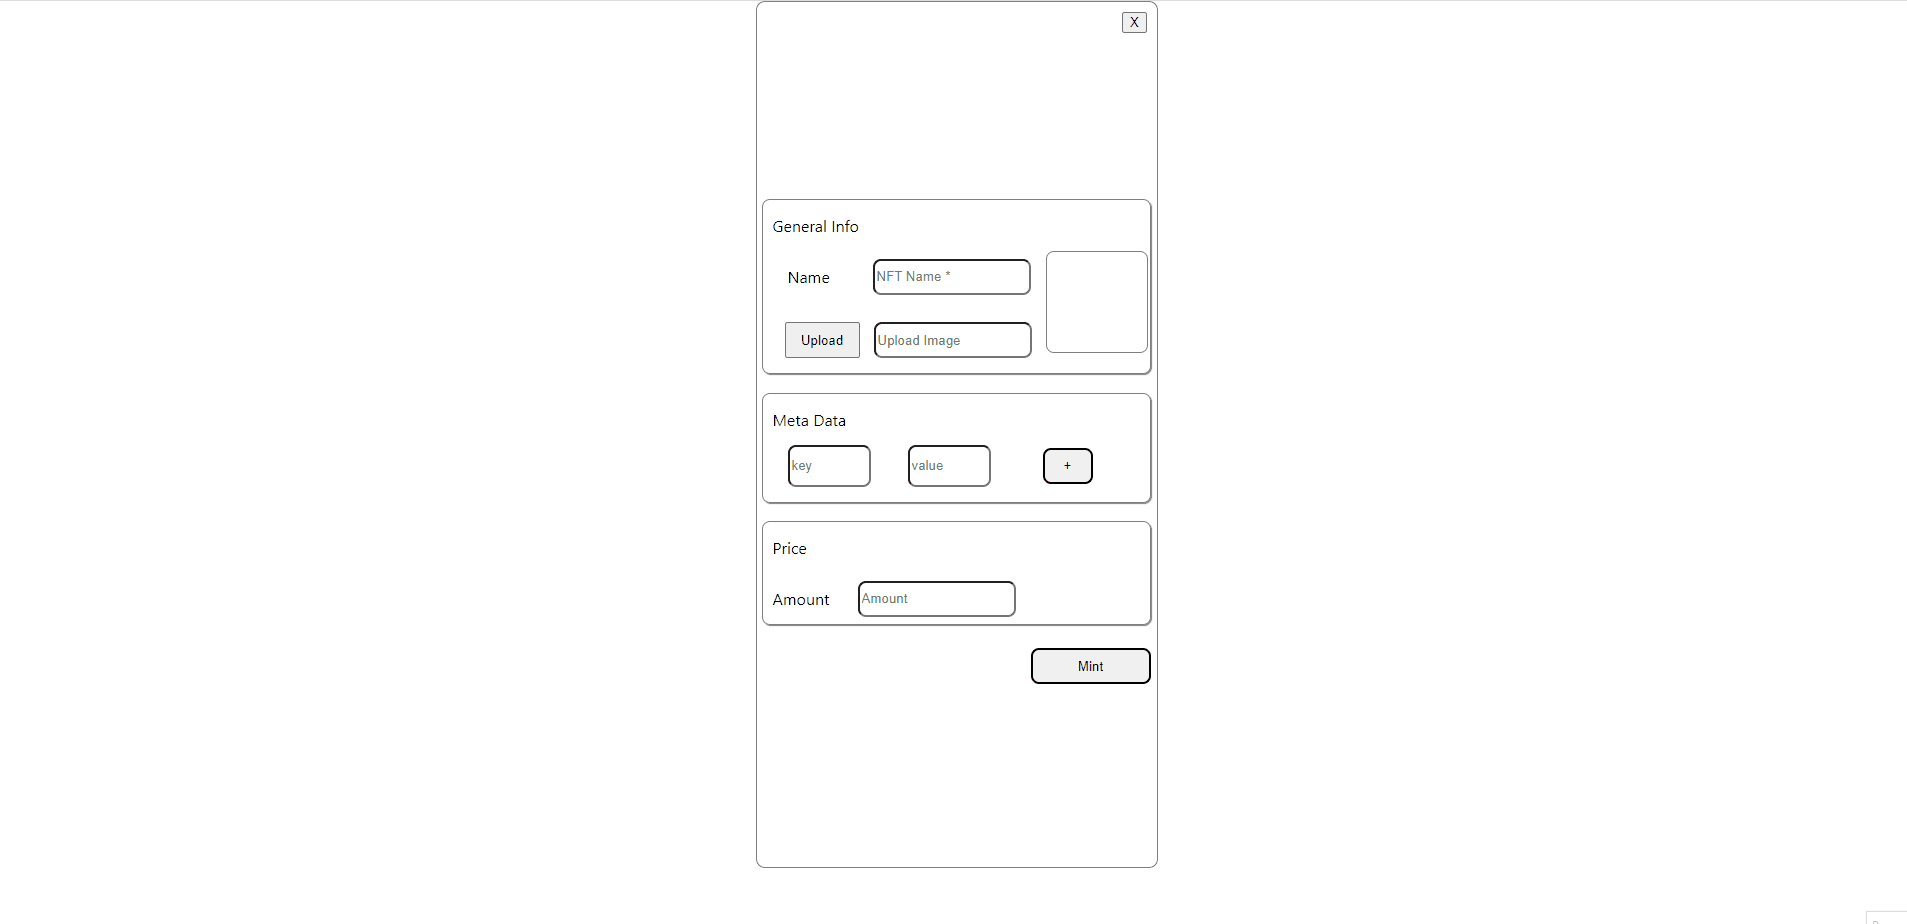 X
General Info
Name NFT Name *
Upload Upload Image
Meta Data
key value +
Price
Amount Amount
Mint